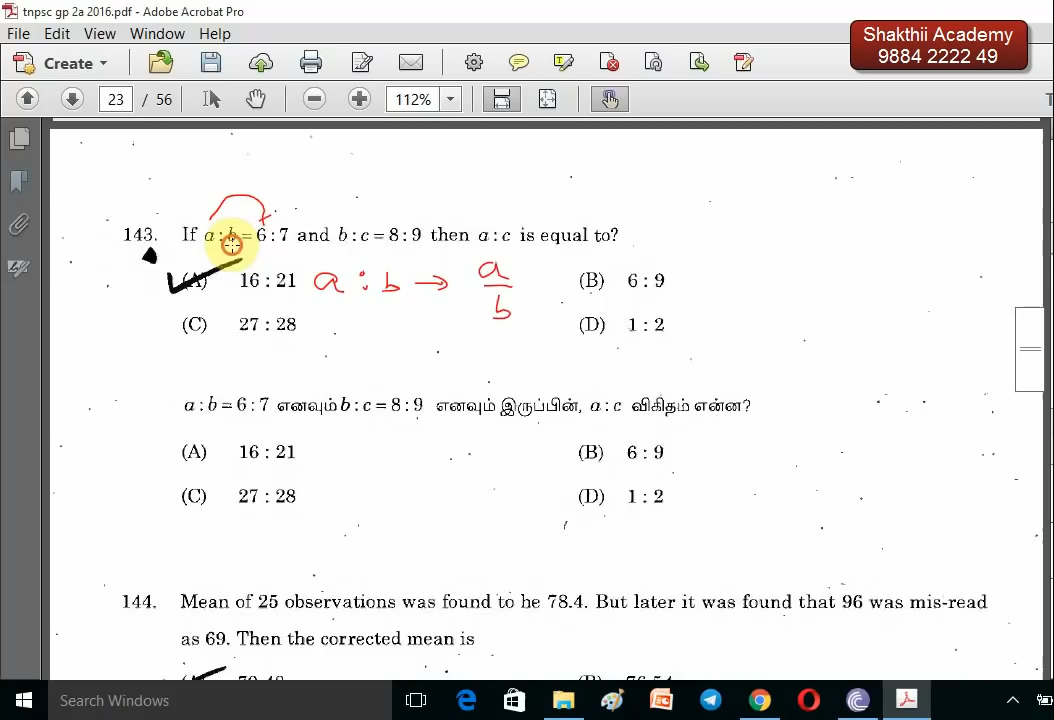 tnpsc gp 2a 2016.pdf - Adobe Acrobat Pro
File Edit View Window Help
Shakthii Academy
9884 2222 49
Create
23 / 56
112%
143. If a : b = 6 : 7 and b : c = 8 : 9 then a : c is equal to?
(A) 16 : 21 a : b → a/b (B) 6 : 9
(C) 27 : 28 (D) 1 : 2
a : b = 6 : 7 எனவும் b : c = 8 : 9 எனவும் இருப்பின், a : c விகிதம் என்ன?
(A) 16 : 21 (B) 6 : 9
(C) 27 : 28 (D) 1 : 2
144. Mean of 25 observations was found to be 78.4. But later it was found that 96 was mis-read
as 69. Then the corrected mean is
Search Windows